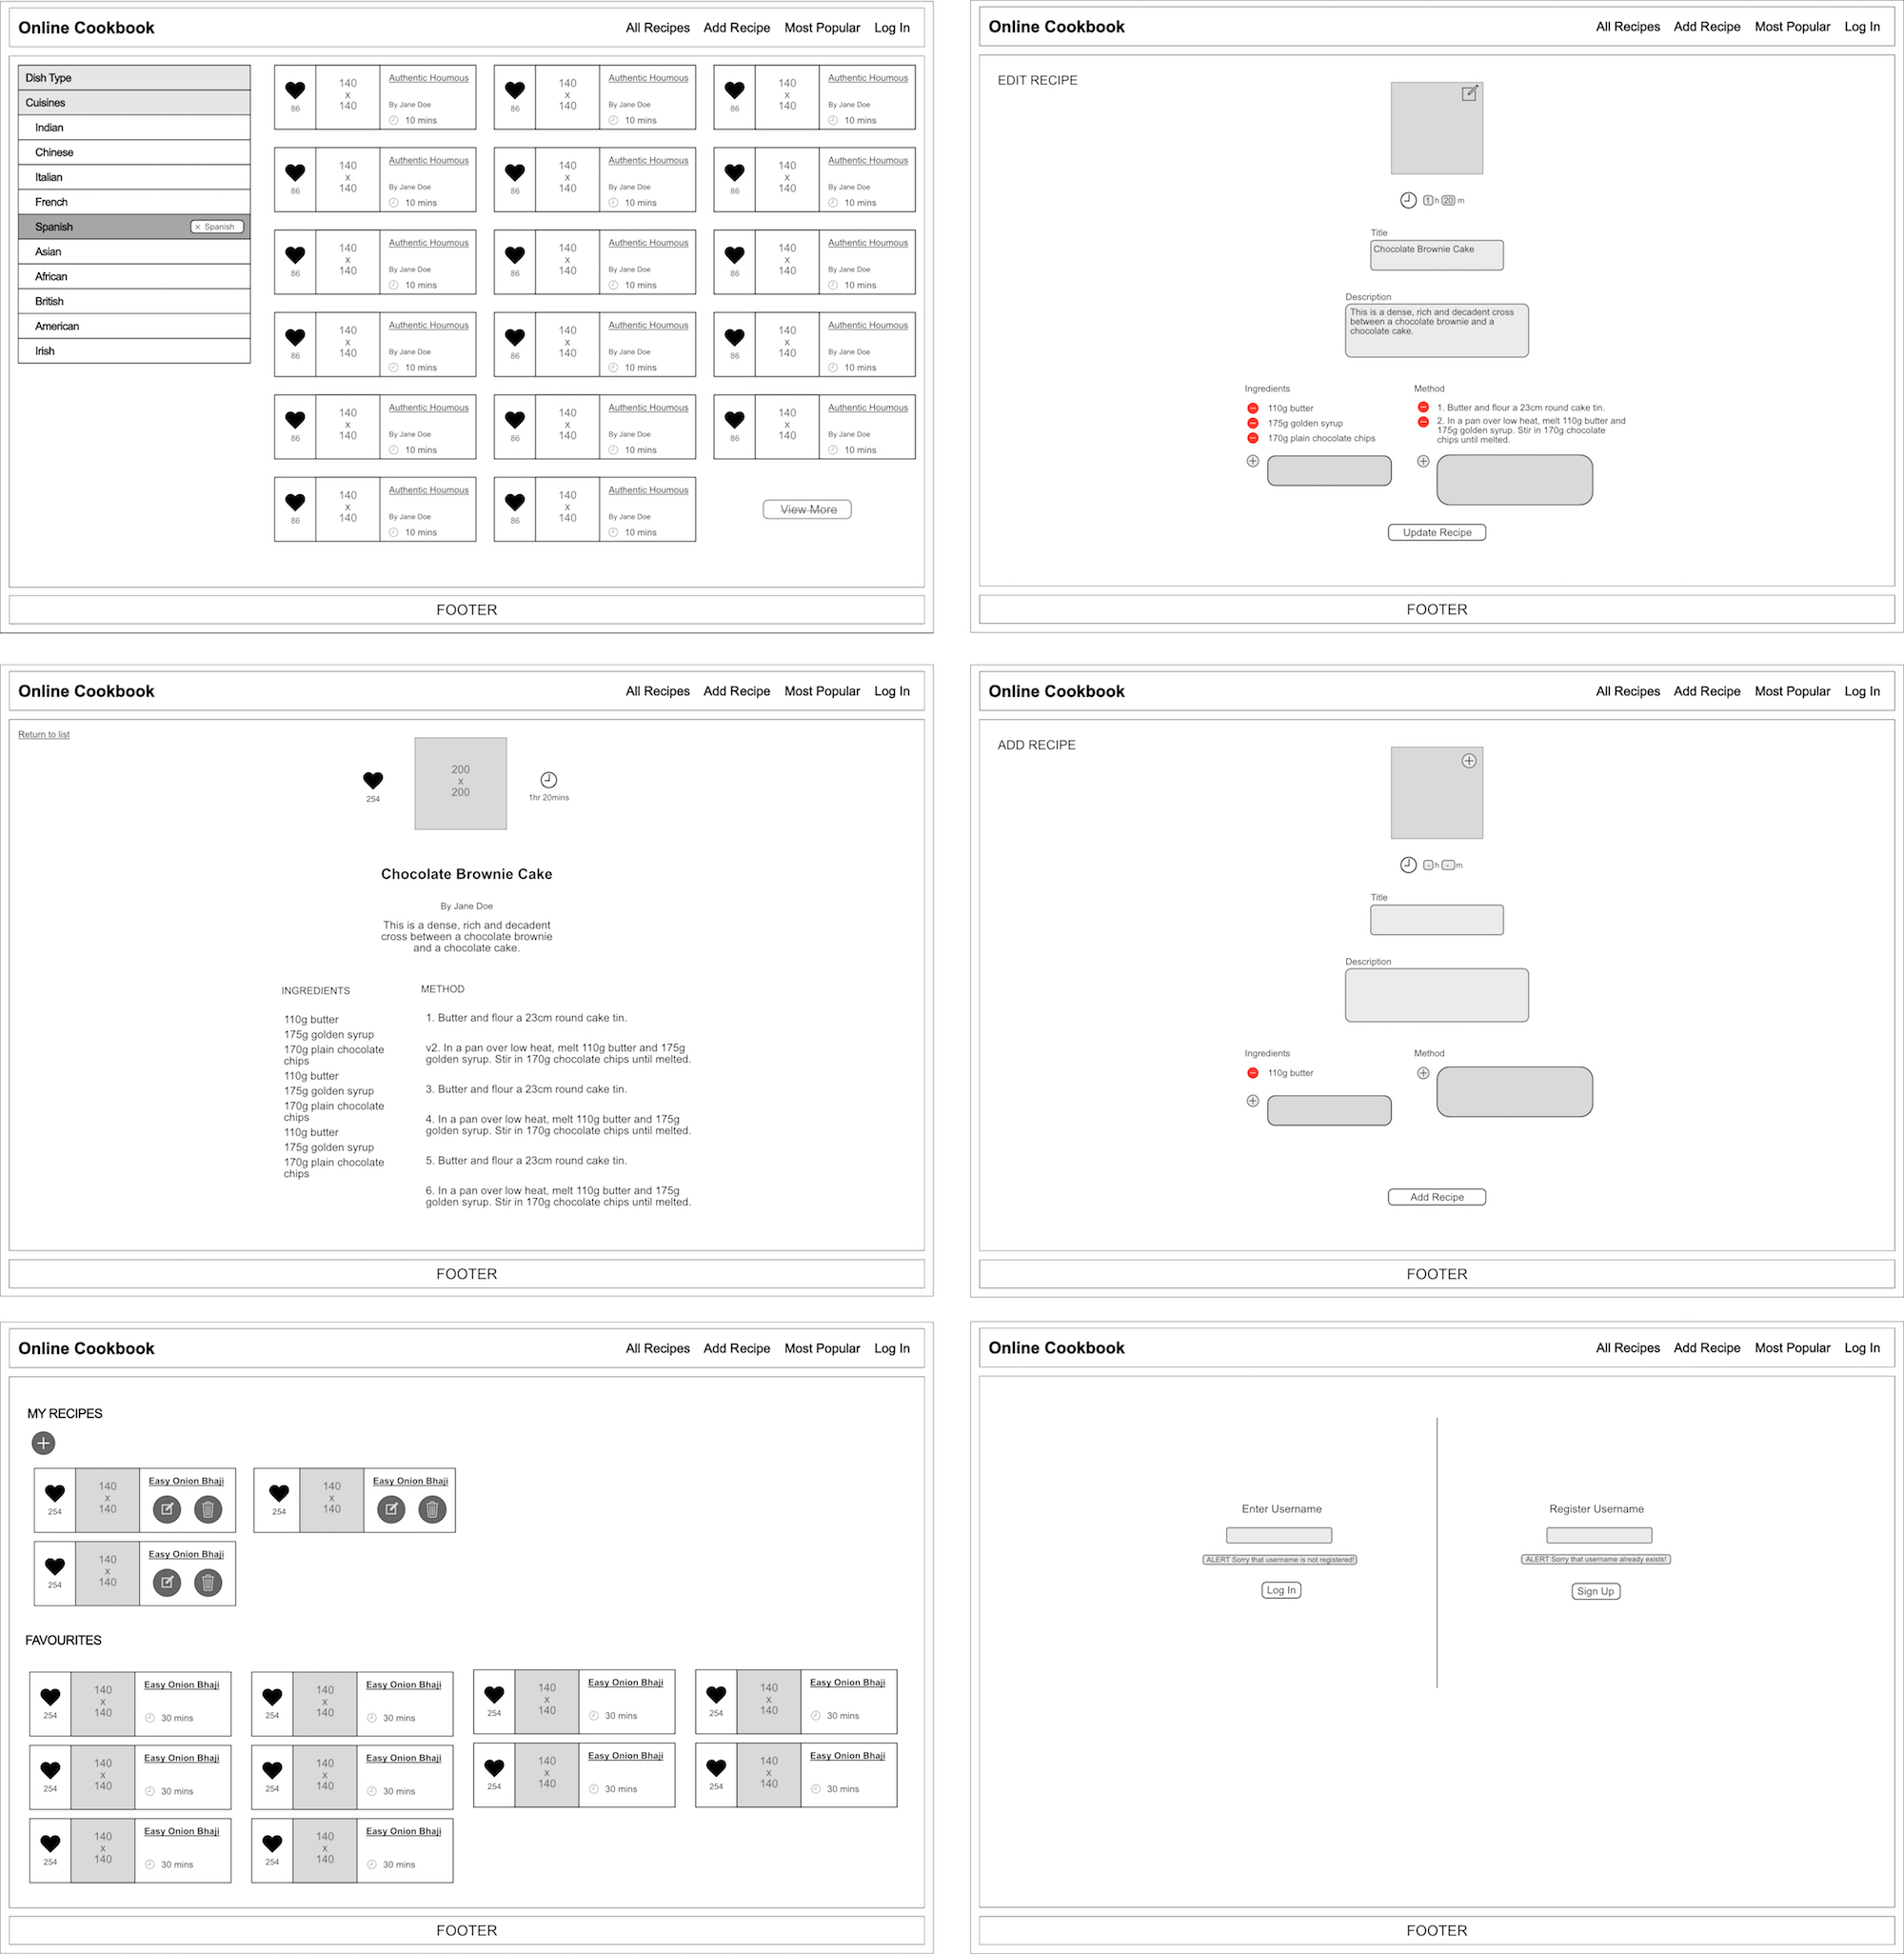 Online Cookbook
All Recipes Add Recipe Most Popular Log In
Dish Type
Cuisines
Indian
Chinese
Italian
French
Spanish × Spanish
Asian
African
British
American
Irish
86
140
x
140
Authentic Houmous
By Jane Doe
10 mins
86
140
x
140
Authentic Houmous
By Jane Doe
10 mins
86
140
x
140
Authentic Houmous
By Jane Doe
10 mins
86
140
x
140
Authentic Houmous
By Jane Doe
10 mins
86
140
x
140
Authentic Houmous
By Jane Doe
10 mins
86
140
x
140
Authentic Houmous
By Jane Doe
10 mins
86
140
x
140
Authentic Houmous
By Jane Doe
10 mins
86
140
x
140
Authentic Houmous
By Jane Doe
10 mins
86
140
x
140
Authentic Houmous
By Jane Doe
10 mins
86
140
x
140
Authentic Houmous
By Jane Doe
10 mins
86
140
x
140
Authentic Houmous
By Jane Doe
10 mins
86
140
x
140
Authentic Houmous
By Jane Doe
10 mins
86
140
x
140
Authentic Houmous
By Jane Doe
10 mins
86
140
x
140
Authentic Houmous
By Jane Doe
10 mins
86
140
x
140
Authentic Houmous
By Jane Doe
10 mins
86
140
x
140
Authentic Houmous
By Jane Doe
10 mins
86
140
x
140
Authentic Houmous
By Jane Doe
10 mins
View More
FOOTER
Online Cookbook
All Recipes Add Recipe Most Popular Log In
EDIT RECIPE
1 h 20 m
Title
Chocolate Brownie Cake
Description
This is a dense, rich and decadent cross
between a chocolate brownie and a
chocolate cake.
Ingredients
110g butter
175g golden syrup
170g plain chocolate chips
Method
1. Butter and flour a 23cm round cake tin.
2. In a pan over low heat, melt 110g butter and
175g golden syrup. Stir in 170g chocolate
chips until melted.
Update Recipe
FOOTER
Online Cookbook
All Recipes Add Recipe Most Popular Log In
Return to list
254
200
x
200
1hr 20mins
Chocolate Brownie Cake
By Jane Doe
This is a dense, rich and decadent
cross between a chocolate brownie
and a chocolate cake.
INGREDIENTS
110g butter
175g golden syrup
170g plain chocolate
chips
110g butter
175g golden syrup
170g plain chocolate
chips
110g butter
175g golden syrup
170g plain chocolate
chips
METHOD
1. Butter and flour a 23cm round cake tin.
v2. In a pan over low heat, melt 110g butter and 175g
golden syrup. Stir in 170g chocolate chips until melted.
3. Butter and flour a 23cm round cake tin.
4. In a pan over low heat, melt 110g butter and 175g
golden syrup. Stir in 170g chocolate chips until melted.
5. Butter and flour a 23cm round cake tin.
6. In a pan over low heat, melt 110g butter and 175g
golden syrup. Stir in 170g chocolate chips until melted.
FOOTER
Online Cookbook
All Recipes Add Recipe Most Popular Log In
ADD RECIPE
- h - m
Title
Description
Ingredients
110g butter
Method
Add Recipe
FOOTER
Online Cookbook
All Recipes Add Recipe Most Popular Log In
MY RECIPES
254
140
x
140
Easy Onion Bhaji
254
140
x
140
Easy Onion Bhaji
254
140
x
140
Easy Onion Bhaji
FAVOURITES
254
140
x
140
Easy Onion Bhaji
30 mins
254
140
x
140
Easy Onion Bhaji
30 mins
254
140
x
140
Easy Onion Bhaji
30 mins
254
140
x
140
Easy Onion Bhaji
30 mins
254
140
x
140
Easy Onion Bhaji
30 mins
254
140
x
140
Easy Onion Bhaji
30 mins
254
140
x
140
Easy Onion Bhaji
30 mins
254
140
x
140
Easy Onion Bhaji
30 mins
254
140
x
140
Easy Onion Bhaji
30 mins
254
140
x
140
Easy Onion Bhaji
30 mins
FOOTER
Online Cookbook
All Recipes Add Recipe Most Popular Log In
Enter Username
ALERT Sorry that username is not registered!
Log In
Register Username
ALERT Sorry that username already exists!
Sign Up
FOOTER